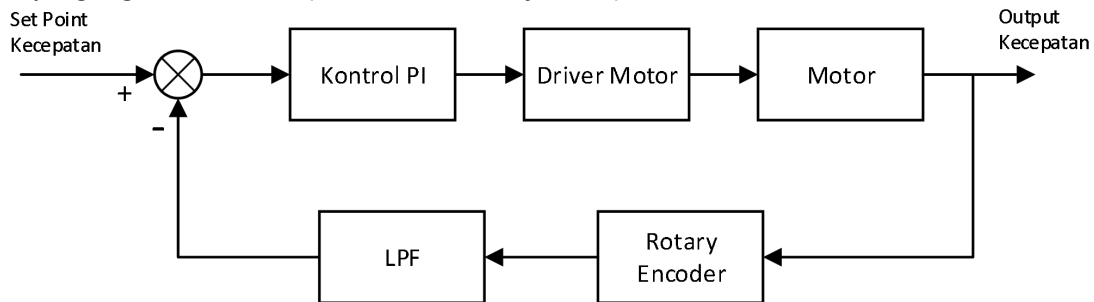 Set Point
Kecepatan
Output
Kecepatan
+
-
Kontrol PI
Driver Motor
Motor
LPF
Rotary
Encoder